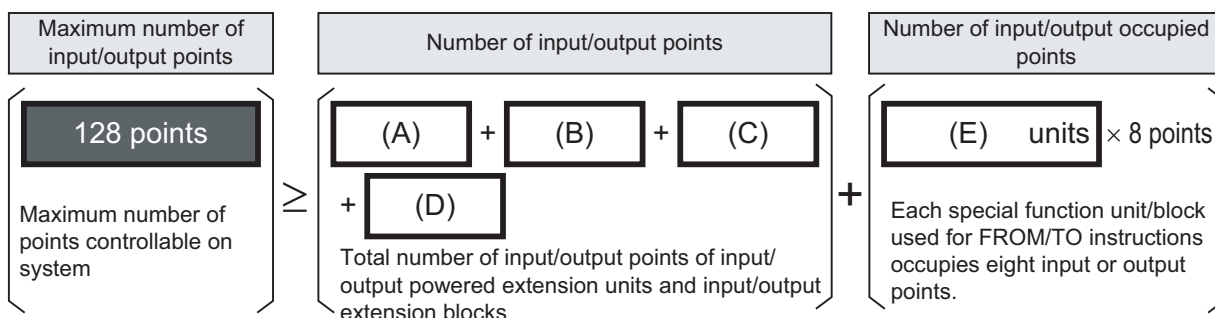 Maximum number of
input/output points
Number of input/output points
Number of input/output occupied
points
128 points
≥
(A) + (B) + (C)
+ (D)
+
(E) units × 8 points
Maximum number of
points controllable on
system
Total number of input/output points of input/
output powered extension units and input/output
extension blocks
Each special function unit/block
used for FROM/TO instructions
occupies eight input or output
points.